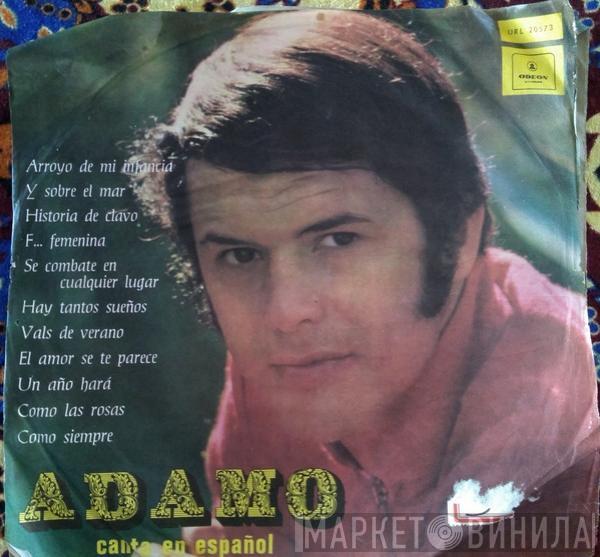 URL 20573
ODEON
Arroyo de mi infancia
Y sobre el mar
Historia de clavo
F... femenina
Se combate en
cualquier lugar
Hay tantos sueños
Vals de verano
El amor se te parece
Un año hará
Como las rosas
Como siempre
ADAMO
canta en español
МАРКЕТ ВИНИЛА